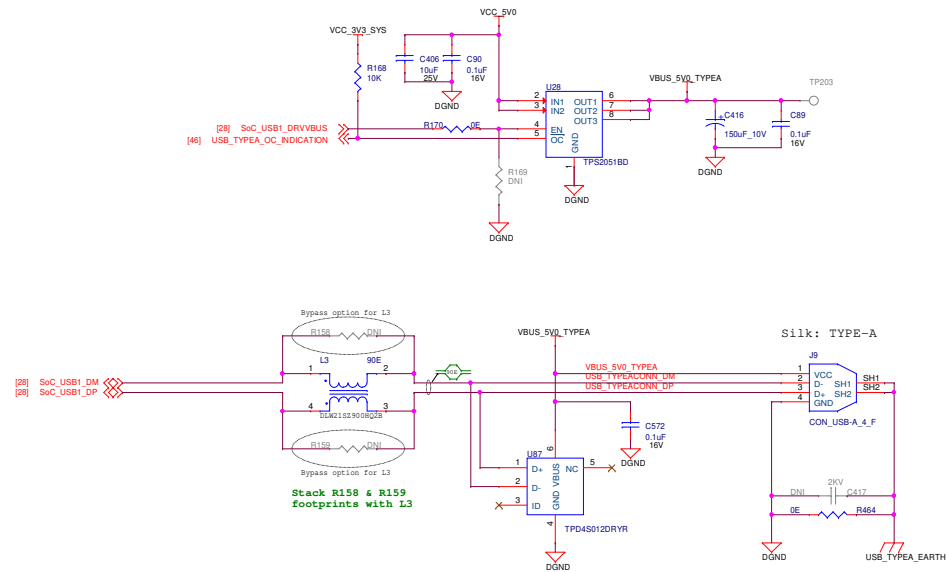 VCC_5V0
VCC_3V3_SYS
R168
10K
C406
10uF
25V
C90
0.1uF
16V
DGND
U28
2 IN1 OUT1 6
3 IN2 OUT2 7
OUT3 8
4 EN
5 OC
GND
1
TPS2051BD
DGND
VBUS_5V0_TYPEA
TP203
C416
150uF_10V
C89
0.1uF
16V
DGND
[28] SoC_USB1_DRVVBUS
[46] USB_TYPEA_OC_INDICATION
R170 0E
R169
DNI
DGND
Bypass option for L3
R158 DNI
L3 90E
1 2
4 3
DLW21SZ900HQ2B
R159 DNI
Bypass option for L3
Stack R158 & R159
footprints with L3
[28] SoC_USB1_DM
[28] SoC_USB1_DP
90E
VBUS_5V0_TYPEA
VBUS_5V0_TYPEA
USB_TYPEACONN_DM
USB_TYPEACONN_DP
C572
0.1uF
16V
DGND
U87
6
1 D+ VBUS NC 5
2 D-
3 ID GND
4
TPD4S012DRYR
DGND
Silk: TYPE-A
J9
1 VCC
2 D- SH1 SH1
3 D+ SH2 SH2
4 GND
CON_USB-A_4_F
2KV
DNI C417
0E R464
DGND
USB_TYPEA_EARTH